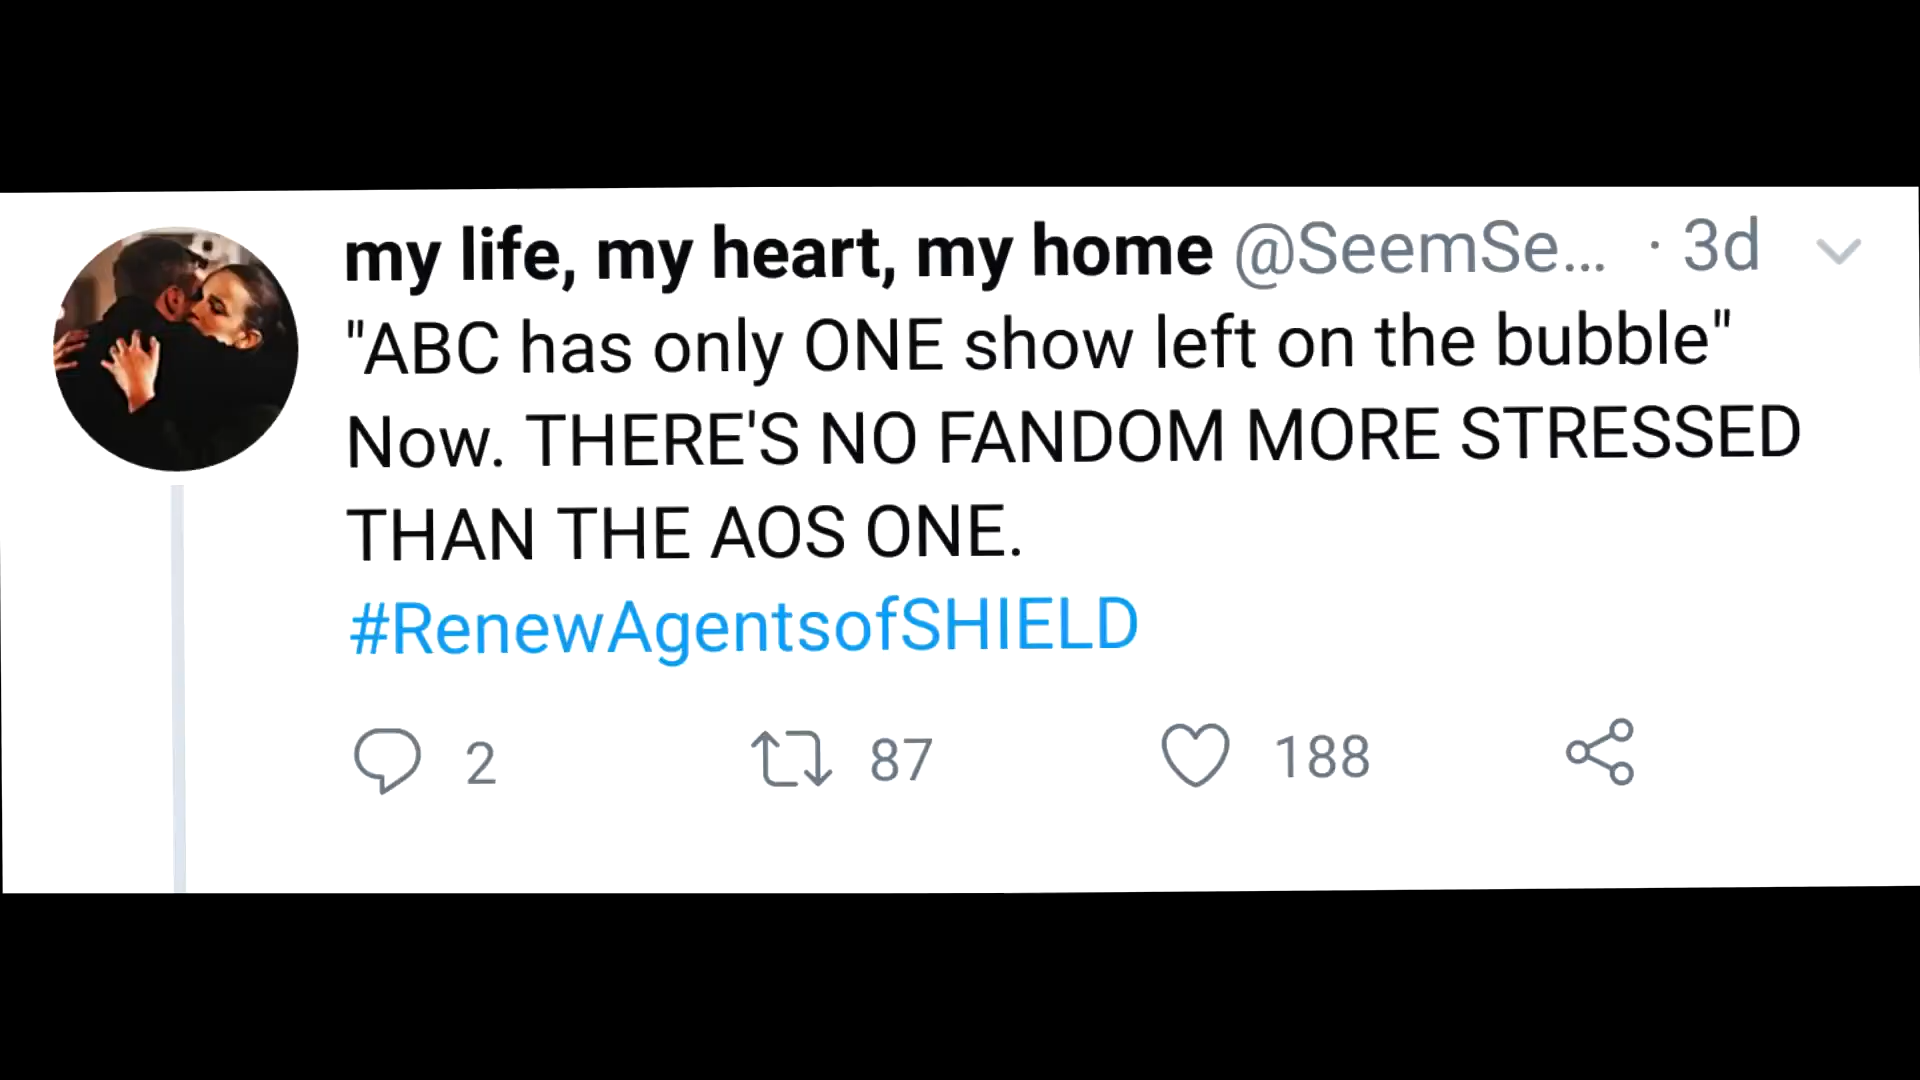 my life, my heart, my home @SeemSe... · 3d
"ABC has only ONE show left on the bubble"
Now. THERE'S NO FANDOM MORE STRESSED
THAN THE AOS ONE.
#RenewAgentsofSHIELD
2 87 188